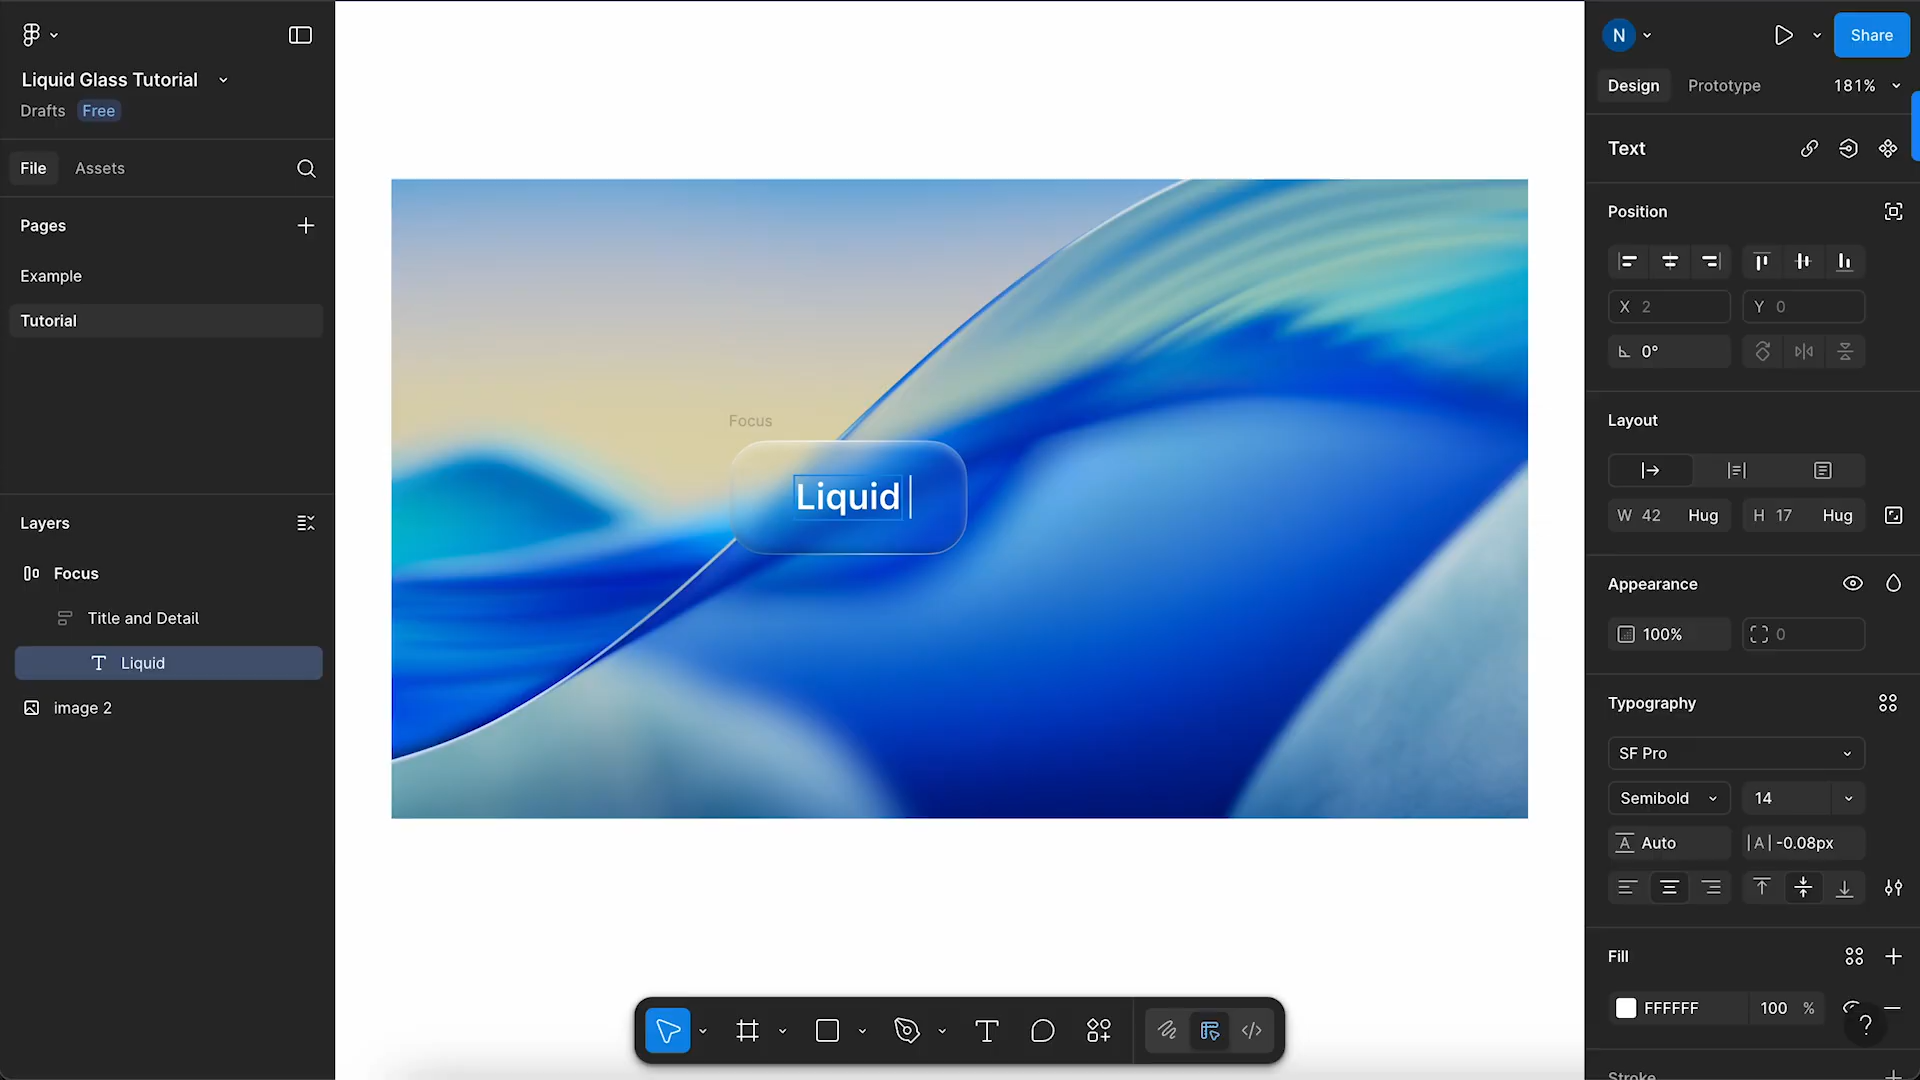 Liquid Glass Tutorial
Drafts Free
File Assets
Pages
Example
Tutorial
Layers
Focus
Title and Detail
Liquid
image 2
Focus
Liquid
N
Share
Design Prototype 181%
Text
Position
X 2 Y 0
0°
Layout
W 42 Hug H 17 Hug
Appearance
100% 0
Typography
SF Pro
Semibold 14
Auto -0.08px
Fill
FFFFFF 100 %
?
Stroke